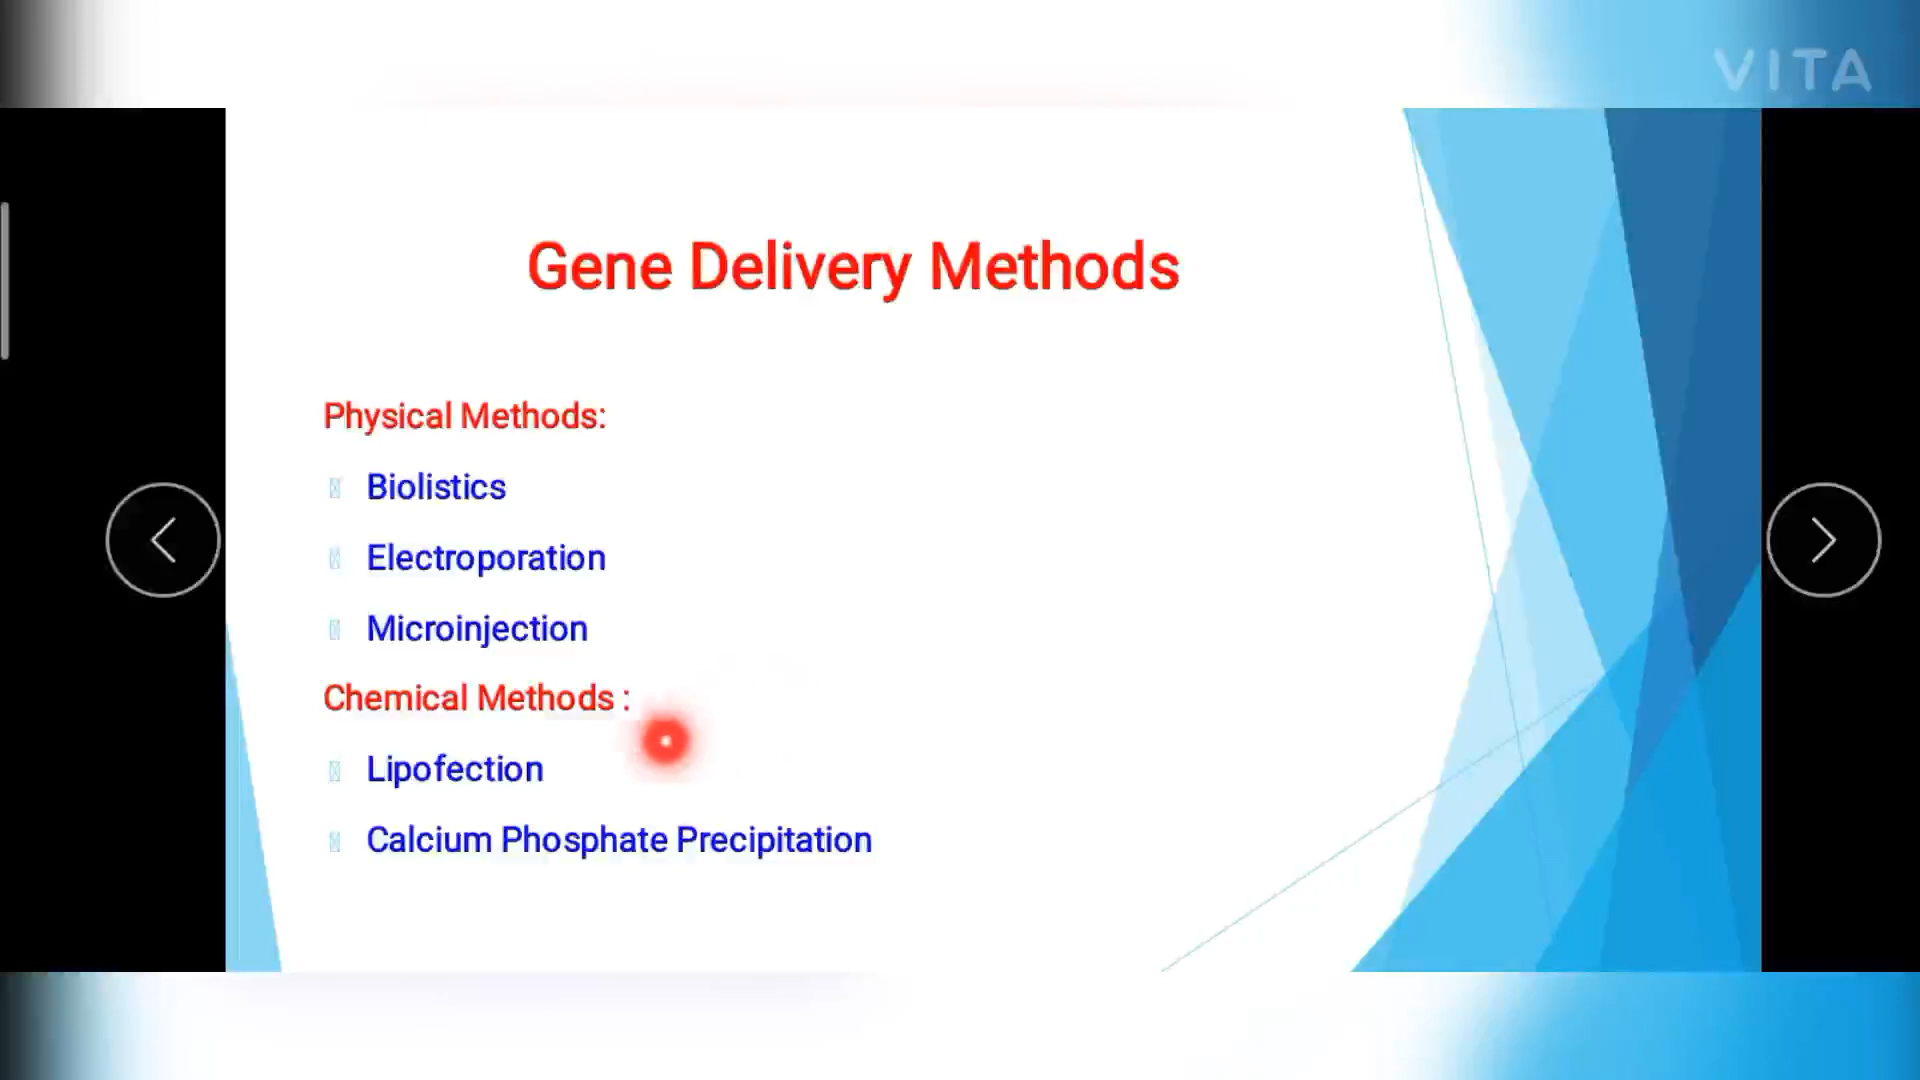 VITA
Gene Delivery Methods
Physical Methods:
Biolistics
Electroporation
Microinjection
Chemical Methods :
Lipofection
Calcium Phosphate Precipitation